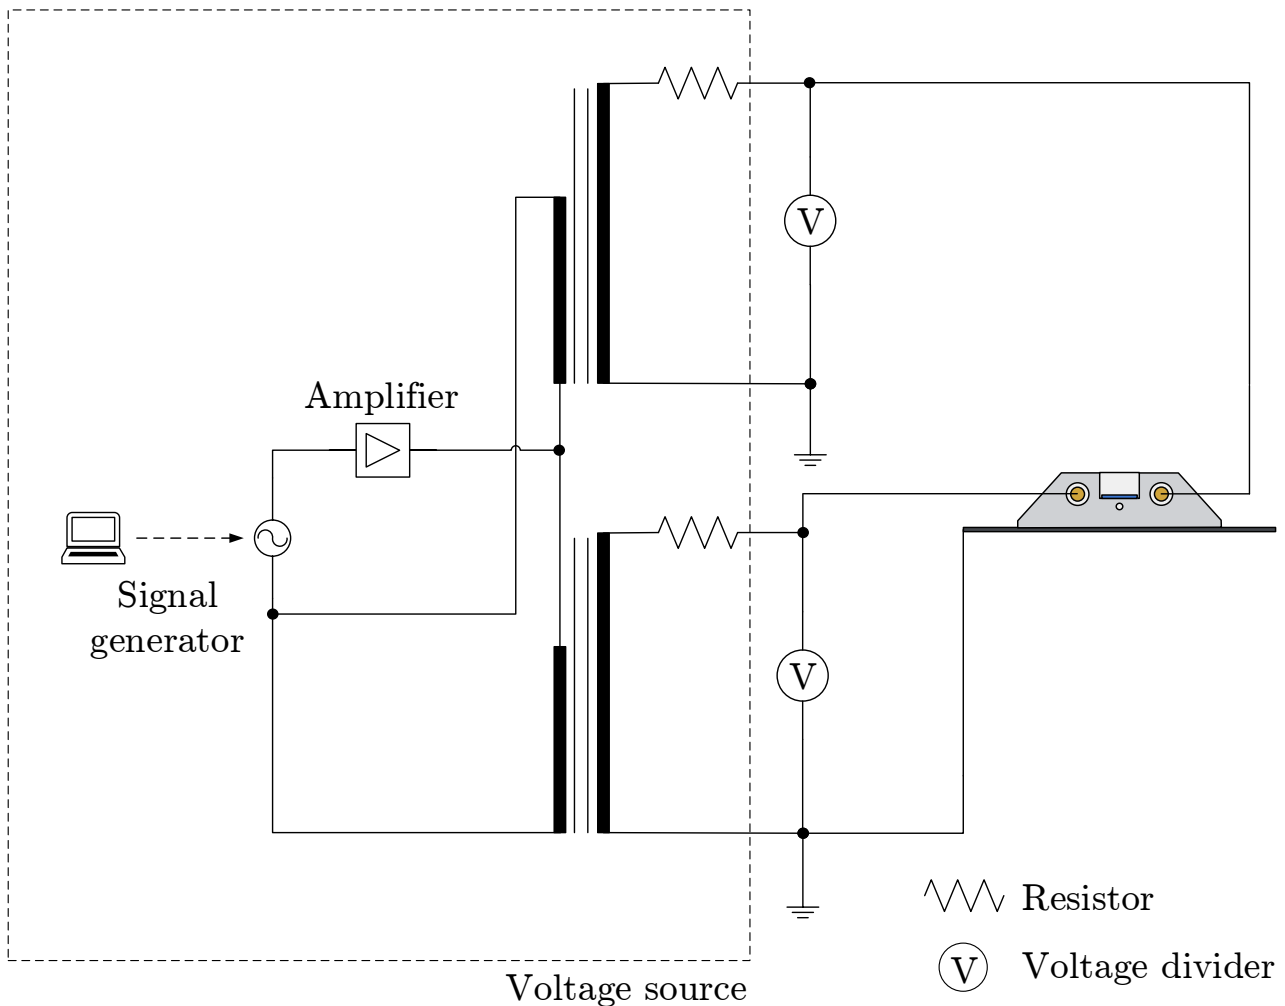 Amplifier
V
Signal
generator
V
Resistor
V Voltage divider
Voltage source